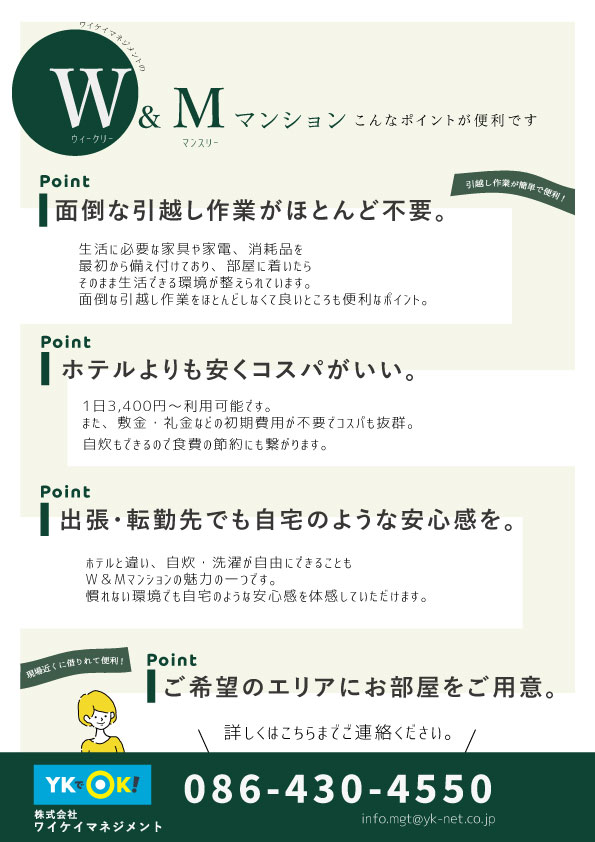 ワイケイマネジメントの
W & M マンション こんなポイントが便利です
ウィークリー
マンスリー
Point
引越し作業が簡単で便利！
面倒な引越し作業がほとんど不要。
生活に必要な家具や家電、消耗品を
最初から備え付けており、部屋に着いたら
そのまま生活できる環境が整えられています。
面倒な引越し作業をほとんどしなくて良いところも便利なポイント。
Point
ホテルよりも安くコスパがいい。
1日3,400円〜利用可能です。
また、敷金・礼金などの初期費用が不要でコスパも抜群。
自炊もできるので食費の節約にも繋がります。
Point
出張・転勤先でも自宅のような安心感を。
ホテルと違い、自炊・洗濯が自由にできることも
W＆Mマンションの魅力の一つです。
慣れない環境でも自宅のような安心感を体感していただけます。
現場近くに借りれて便利！
Point
ご希望のエリアにお部屋をご用意。
詳しくはこちらまでご連絡ください。
YKでOK!
株式会社
ワイケイマネジメント
086-430-4550
info.mgt@yk-net.co.jp